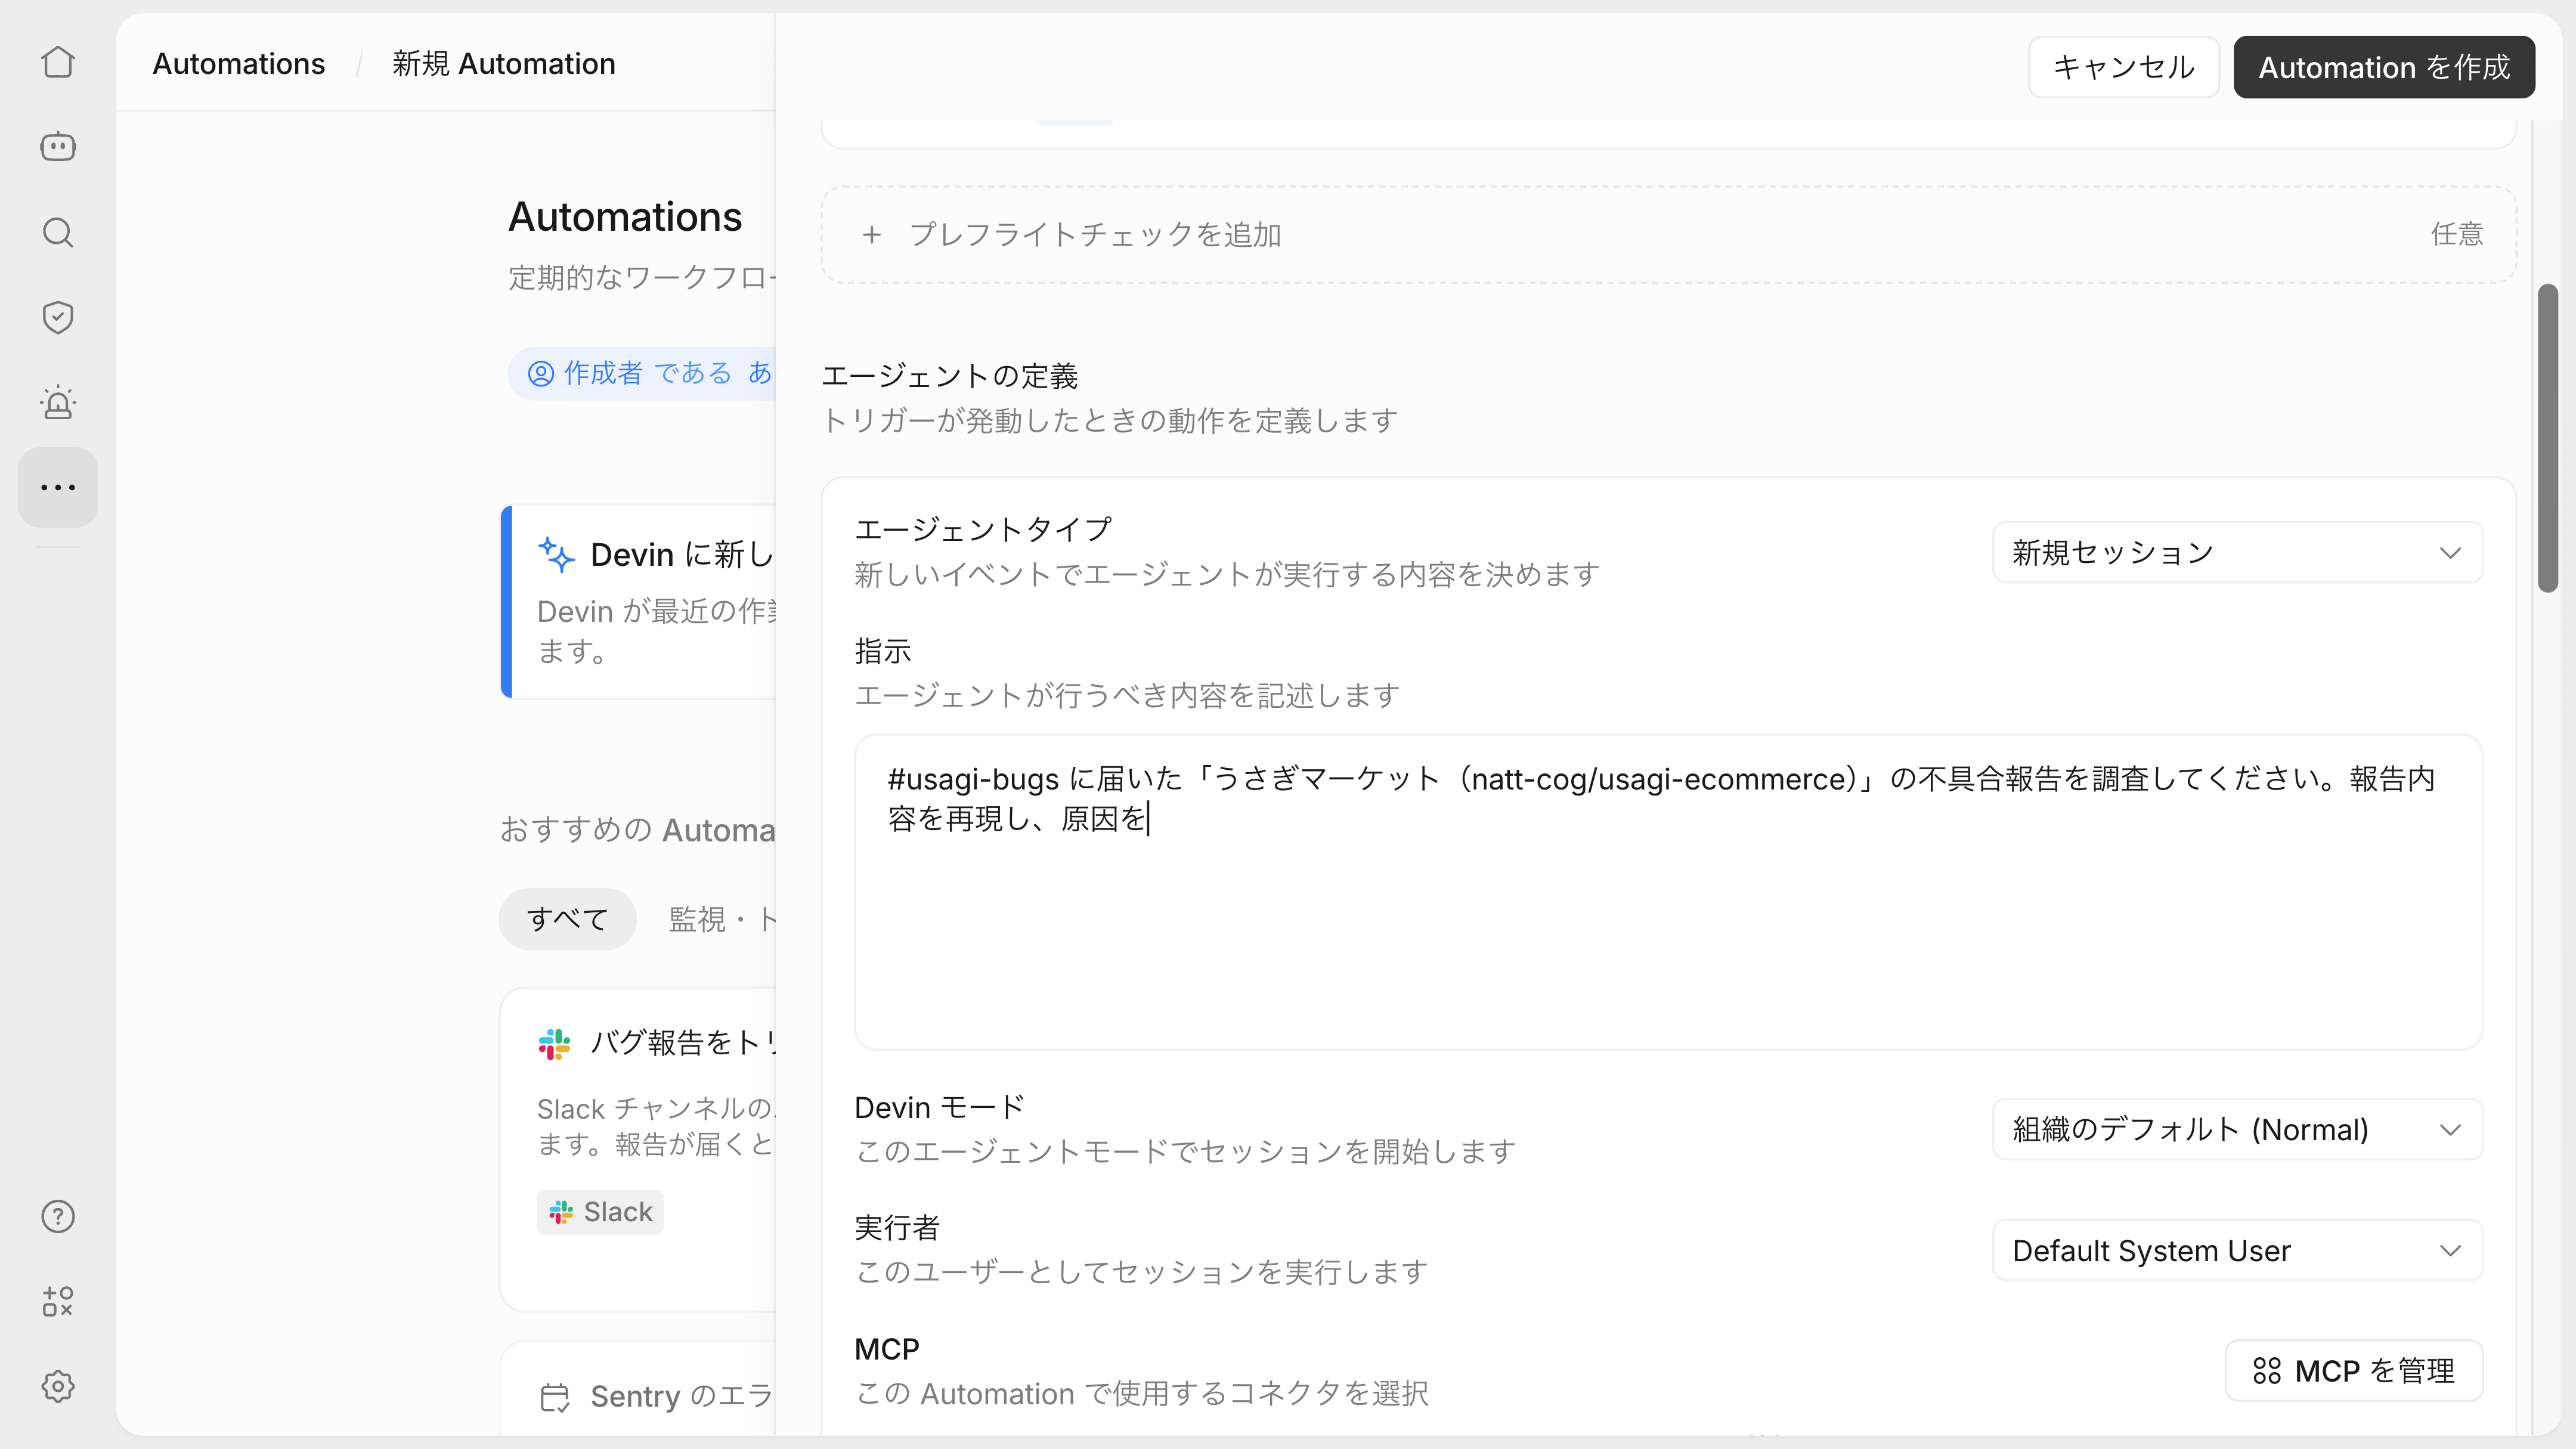 Automations / 新規 Automation
キャンセル
Automation を作成
Automations
定期的なワークフロー
作成者 である あ
Devin に新し
Devin が最近の作業
ます。
おすすめの Automa
すべて
監視・ト
バグ報告をトリ
Slack チャンネルの
ます。報告が届くと
Slack
Sentry のエラ
+ プレフライトチェックを追加
任意
エージェントの定義
トリガーが発動したときの動作を定義します
エージェントタイプ
新しいイベントでエージェントが実行する内容を決めます
新規セッション
指示
エージェントが行うべき内容を記述します
#usagi-bugs に届いた「うさぎマーケット（natt-cog/usagi-ecommerce）」の不具合報告を調査してください。報告内
容を再現し、原因を
Devin モード
このエージェントモードでセッションを開始します
組織のデフォルト (Normal)
実行者
このユーザーとしてセッションを実行します
Default System User
MCP
この Automation で使用するコネクタを選択
MCP を管理